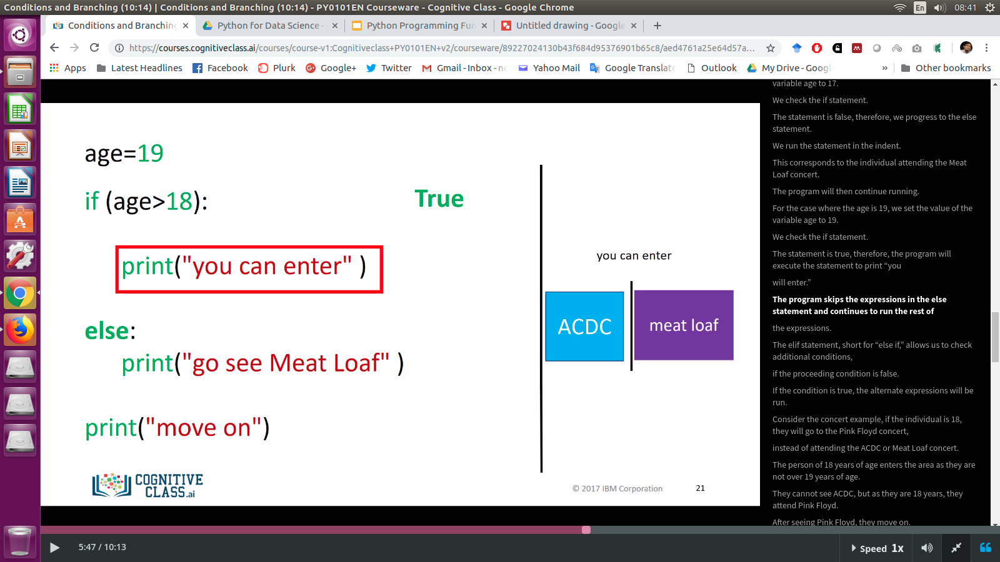 Conditions and Branching (10:14) | Conditions and Branching (10:14) - PY0101EN Courseware - Cognitive Class - Google Chrome
En
08:41
Conditions and Branching
Python for Data Science -
Python Programming Fun
Untitled drawing - Google
https://courses.cognitiveclass.ai/courses/course-v1:Cognitiveclass+PY0101EN+v2/courseware/89227024130b43f684d95376901b65c8/aed4761a25e64d57a...
Apps
Latest Headlines
Facebook
Plurk
Google+
Twitter
Gmail - Inbox - no
Yahoo Mail
Google Translate
Outlook
My Drive - Googl
»
Other bookmarks
age=19
if (age>18):
True
print("you can enter" )
else:
print("go see Meat Loaf" )
print("move on")
you can enter
ACDC
meat loaf
COGNITIVE
CLASS.ai
© 2017 IBM Corporation
21
variable age to 17.
We check the if statement.
The statement is false, therefore, we progress to the else
statement.
We run the statement in the indent.
This corresponds to the individual attending the Meat
Loaf concert.
The program will then continue running.
For the case where the age is 19, we set the value of the
variable age to 19.
We check the if statement.
The statement is true, therefore, the program will
execute the statement to print “you
will enter.”
The program skips the expressions in the else
statement and continues to run the rest of
the expressions.
The elif statement, short for “else if,” allows us to check
additional conditions,
if the proceeding condition is false.
If the condition is true, the alternate expressions will be
run.
Consider the concert example, if the individual is 18,
they will go to the Pink Floyd concert,
instead of attending the ACDC or Meat Loaf concert.
The person of 18 years of age enters the area as they are
not over 19 years of age.
They cannot see ACDC, but as they are 18 years, they
attend Pink Floyd.
After seeing Pink Floyd, they move on.
5:47 / 10:13
Speed 1x